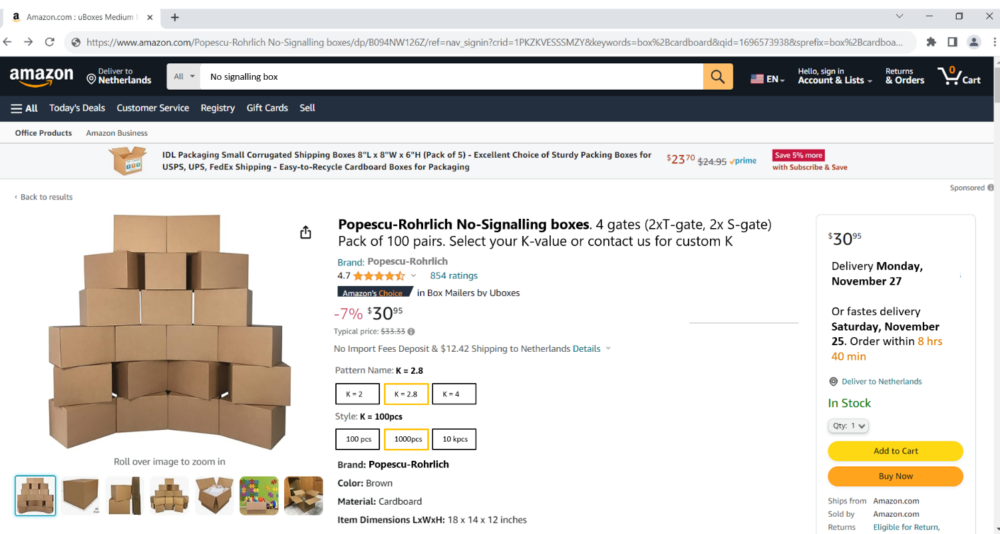 Amazon.com : uBoxes Medium
https://www.amazon.com/Popescu-Rohrlich No-Signalling boxes/dp/B094NW126Z/ref=nav_signin?crid=1PKZKVESSSMZY&keywords=box%2Bcardboard&qid=1696573938&sprefix=box%2Bcardboa...
amazon
Deliver to
Netherlands
All
No signalling box
EN
Hello, sign in
Account & Lists
Returns
& Orders
0
Cart
All
Today's Deals
Customer Service
Registry
Gift Cards
Sell
Office Products
Amazon Business
IDL Packaging Small Corrugated Shipping Boxes 8"L x 8"W x 6"H (Pack of 5) - Excellent Choice of Sturdy Packing Boxes for
USPS, UPS, FedEx Shipping - Easy-to-Recycle Cardboard Boxes for Packaging
$23 70 $24.95 prime
Save 5% more
with Subscribe & Save
Sponsored
‹ Back to results
Popescu-Rohrlich No-Signalling boxes. 4 gates (2xT-gate, 2x S-gate)
Pack of 100 pairs. Select your K-value or contact us for custom K
Brand: Popescu-Rohrlich
4.7
854 ratings
Amazon's Choice in Box Mailers by Uboxes
-7% $30 95
Typical price: $33.33
No Import Fees Deposit & $12.42 Shipping to Netherlands Details
Pattern Name: K = 2.8
K = 2
K = 2.8
K = 4
Style: K = 100pcs
100 pcs
1000pcs
10 kpcs
Brand: Popescu-Rohrlich
Color: Brown
Material: Cardboard
Item Dimensions LxWxH: 18 x 14 x 12 inches
Roll over image to zoom in
$30 95
Delivery Monday,
November 27
Or fastes delivery
Saturday, November
25. Order within 8 hrs
40 min
Deliver to Netherlands
In Stock
Qty: 1
Add to Cart
Buy Now
Ships from Amazon.com
Sold by Amazon.com
Returns Eligible for Return,